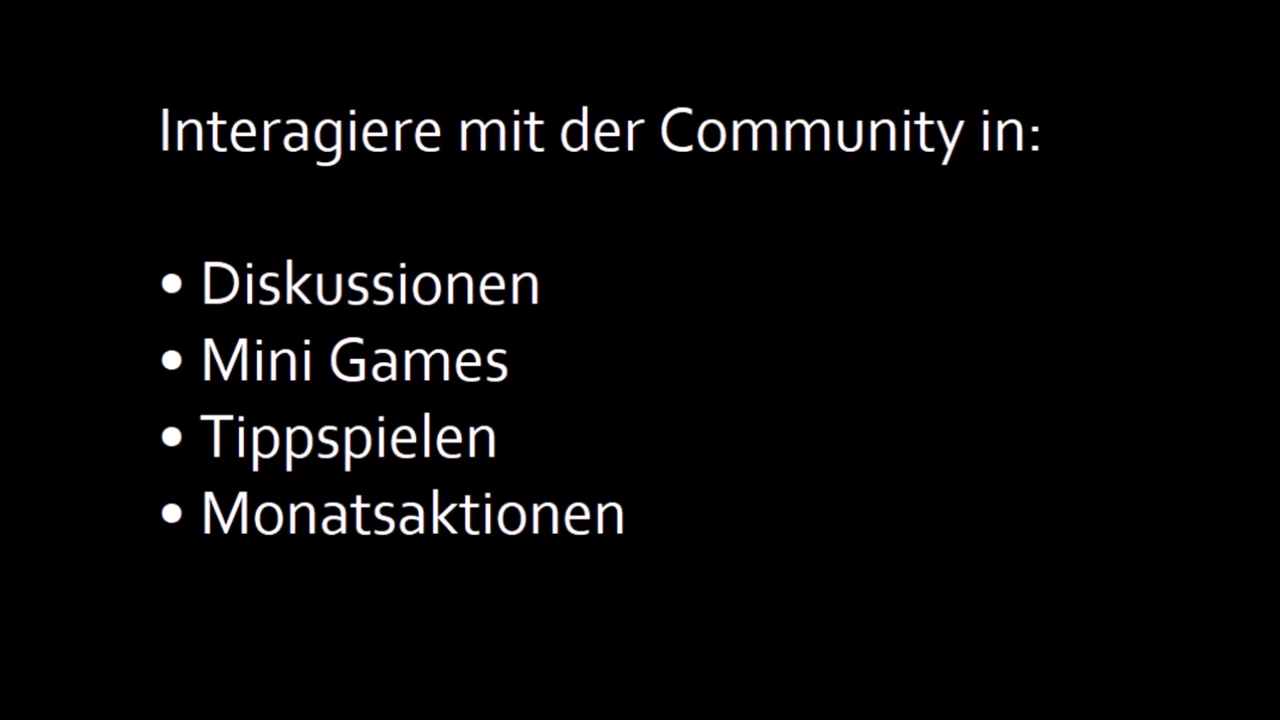 Interagiere mit der Community in:
• Diskussionen
• Mini Games
• Tippspielen
• Monatsaktionen